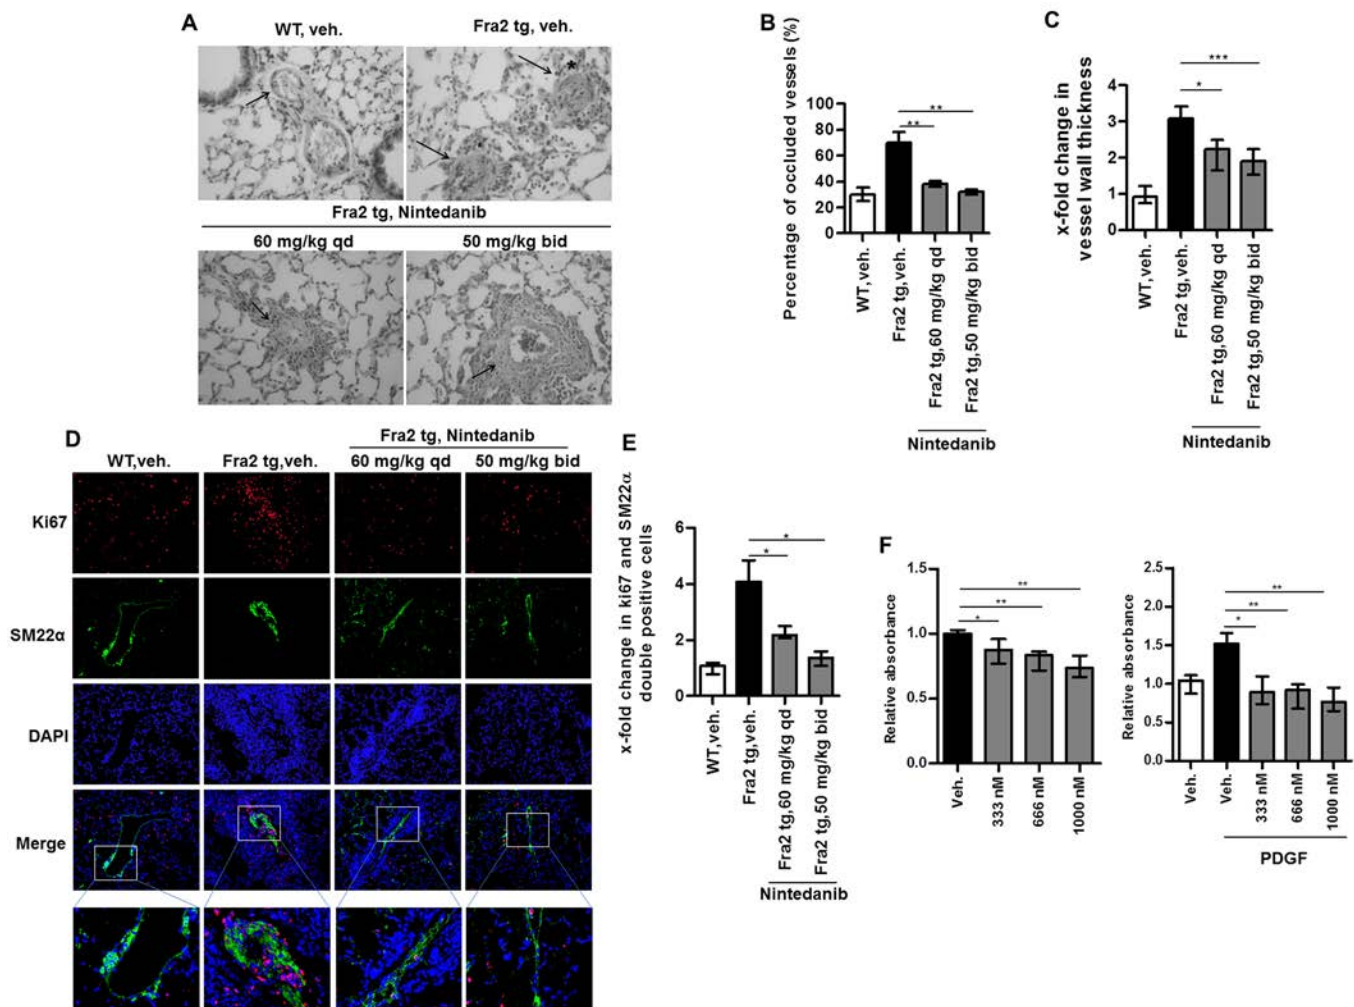 A
WT, veh.
Fra2 tg, veh.
*
Fra2 tg, Nintedanib
60 mg/kg qd
50 mg/kg bid
B
Percentage of occluded vessels (%)
100
80
60
40
20
0
**
**
WT,veh.
Fra2 tg,veh.
Fra2 tg,60 mg/kg qd
Fra2 tg,50 mg/kg bid
Nintedanib
C
x-fold change in
vessel wall thickness
4
3
2
1
0
***
*
WT,veh.
Fra2 tg,veh.
Fra2 tg,60 mg/kg qd
Fra2 tg,50 mg/kg bid
Nintedanib
D
Fra2 tg, Nintedanib
WT,veh.
Fra2 tg,veh.
60 mg/kg qd
50 mg/kg bid
Ki67
SM22α
DAPI
Merge
E
x-fold change in ki67 and SM22α
double positive cells
6
4
2
0
*
*
WT,veh.
Fra2 tg,veh.
Fra2 tg,60 mg/kg qd
Fra2 tg,50 mg/kg bid
Nintedanib
F
Relative absorbance
1.5
1.0
0.5
0.0
**
**
*
Veh.
333 nM
666 nM
1000 nM
Relative absorbance
2.5
2.0
1.5
1.0
0.5
0.0
**
**
*
Veh.
Veh.
333 nM
666 nM
1000 nM
PDGF